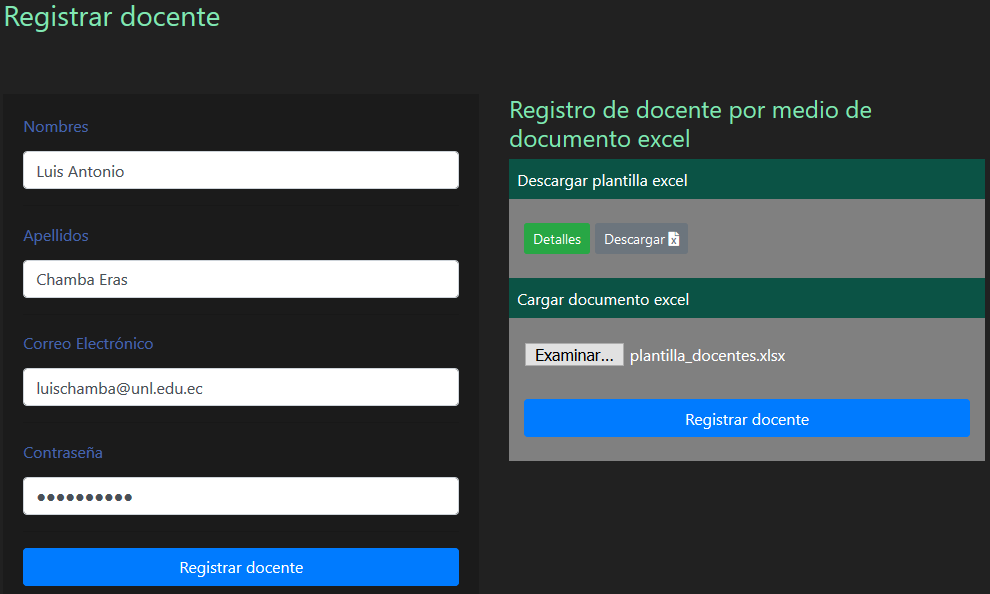 Registrar docente
Nombres
Luis Antonio
Apellidos
Chamba Eras
Correo Electrónico
luischamba@unl.edu.ec
Contraseña
●●●●●●●●●●
Registrar docente
Registro de docente por medio de
documento excel
Descargar plantilla excel
Detalles Descargar
Cargar documento excel
Examinar... plantilla_docentes.xlsx
Registrar docente